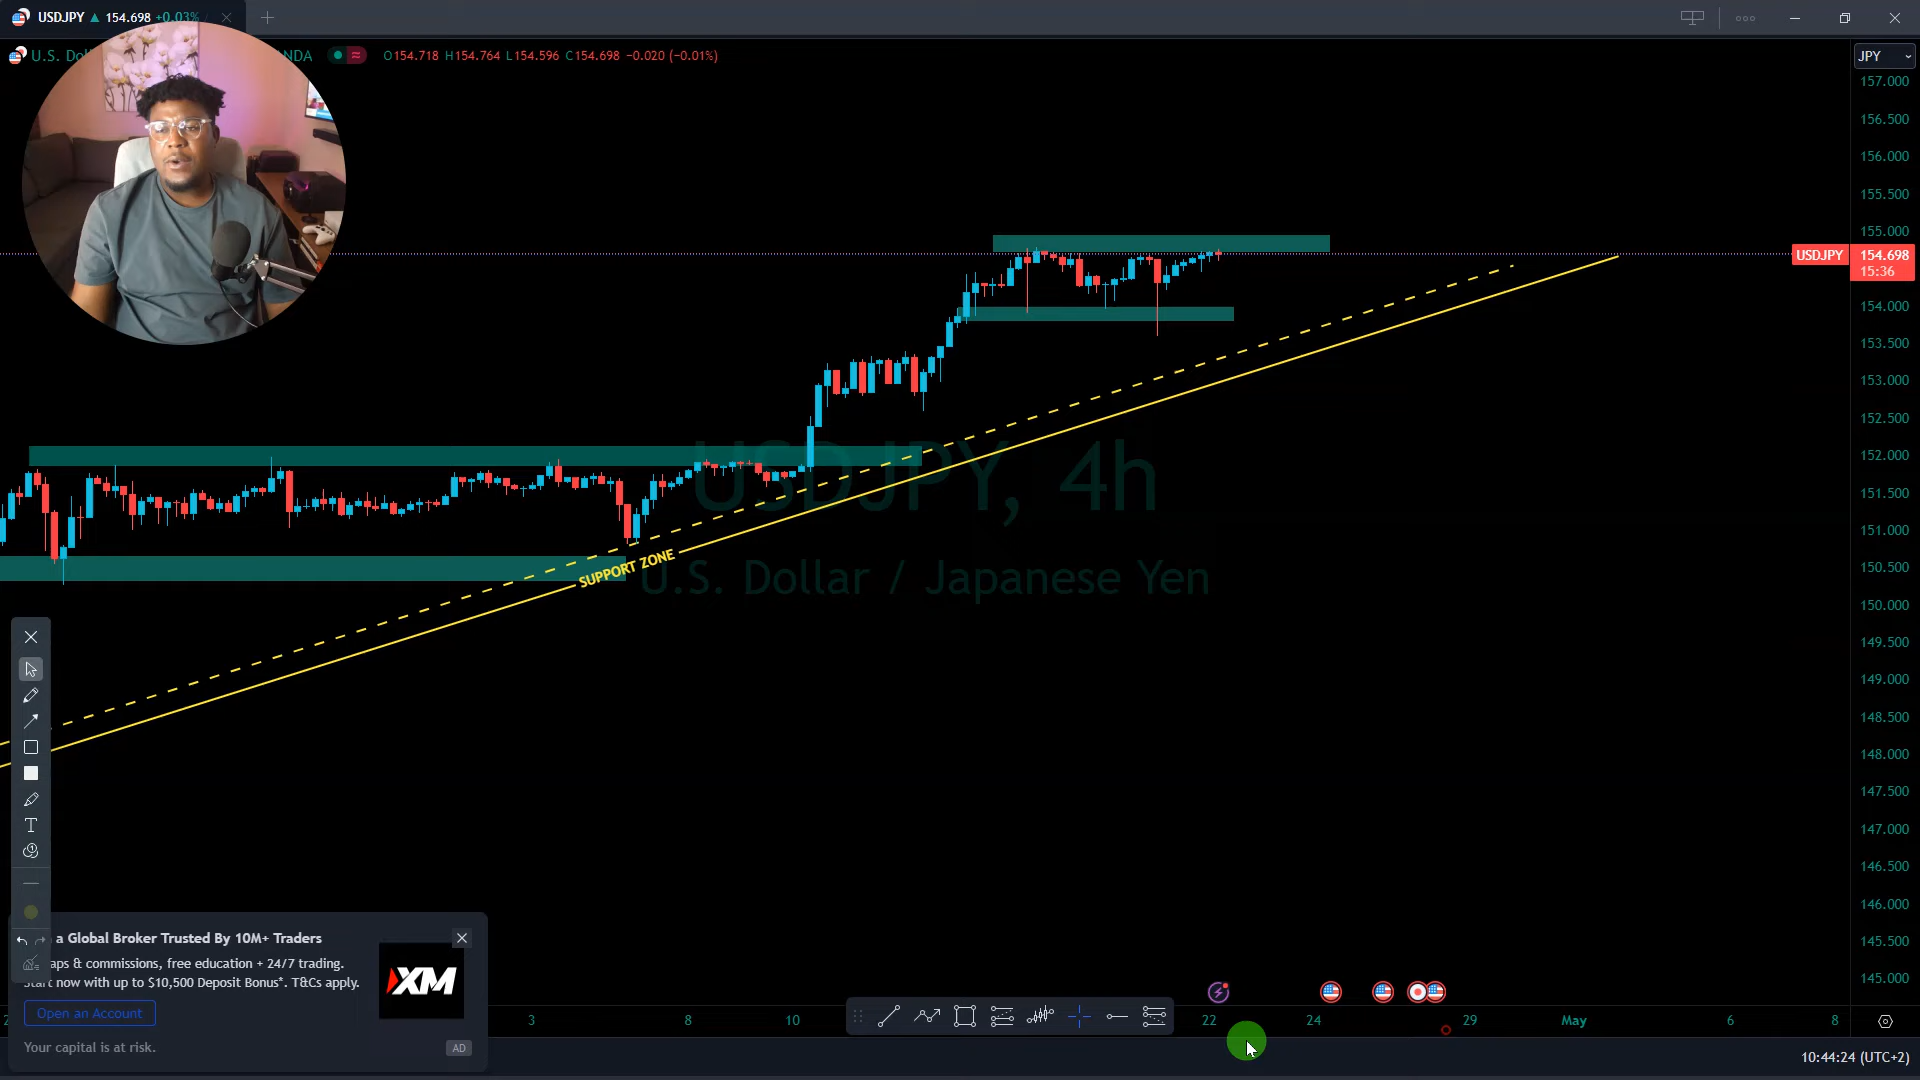 USDJPY ▲ 154.698 +0.03%
U.S. Do NDA O154.718 H154.764 L154.596 C154.698 −0.020 (−0.01%)
JPY
157.000
156.500
156.000
155.500
155.000
USDJPY 154.698
15:36
154.000
153.500
153.000
152.500
152.000
151.500
151.000
150.500
150.000
149.500
149.000
148.500
148.000
147.500
147.000
146.500
146.000
145.500
145.000
USDJPY, 4h
U.S. Dollar / Japanese Yen
SUPPORT ZONE
a Global Broker Trusted By 10M+ Traders
aps & commissions, free education + 24/7 trading.
Start now with up to $10,500 Deposit Bonus*. T&Cs apply.
Open an Account
Your capital is at risk.
AD
XM
3 8 10 22 24 29 May 6 8
10:44:24 (UTC+2)